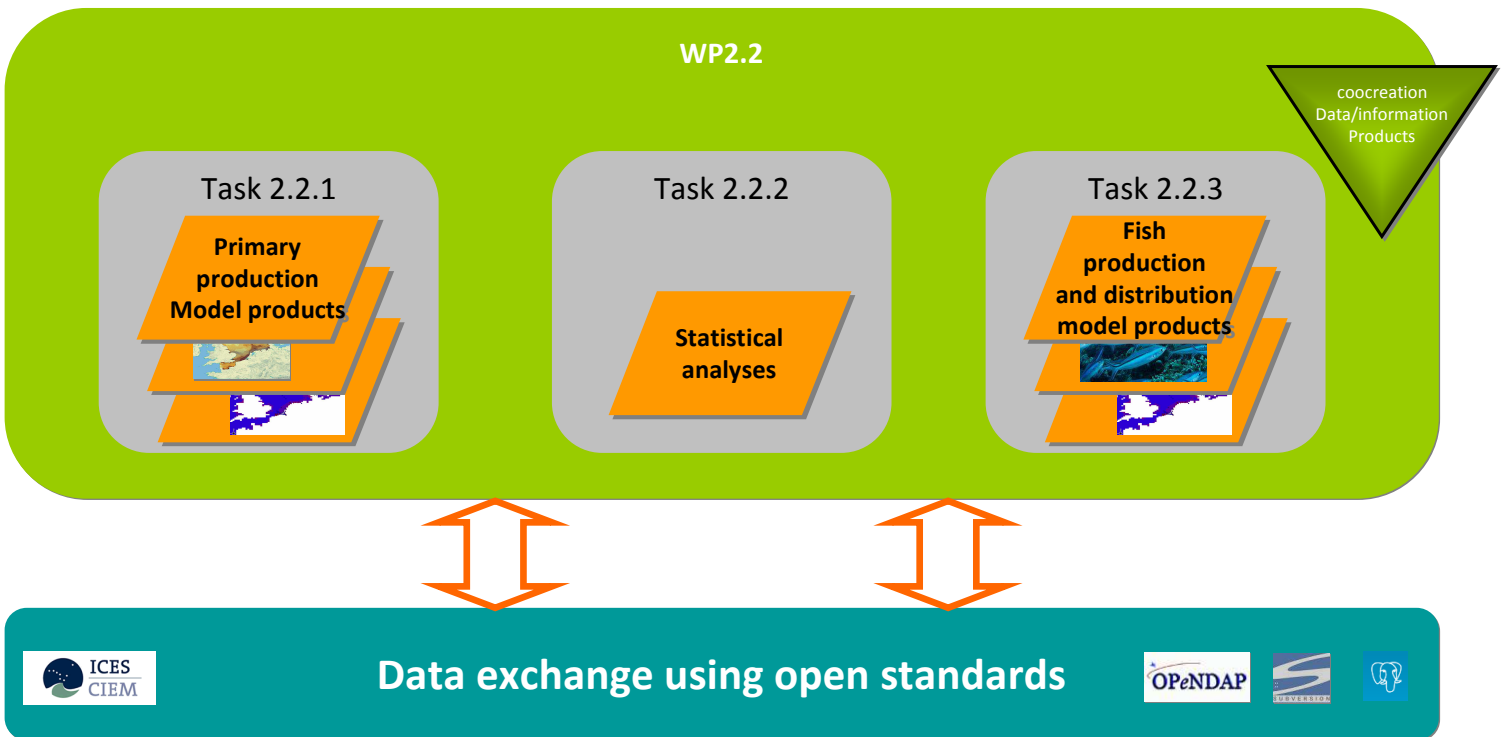 WP2.2
coocreation
Data/information
Products
Task 2.2.1
Primary
production
Model products
Task 2.2.2
Statistical
analyses
Task 2.2.3
Fish
production
and distribution
model products
ICES
CIEM
Data exchange using open standards
OPeNDAP
SUBVERSION